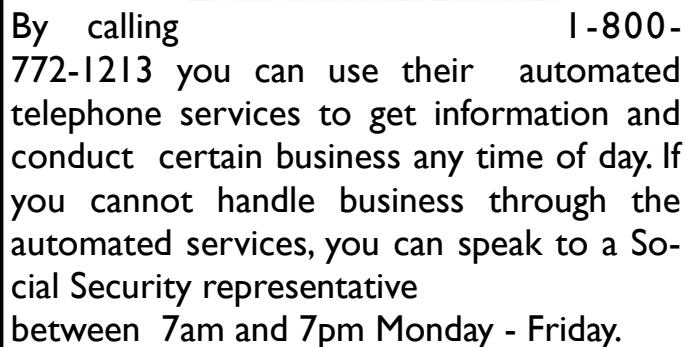 By calling 1-800-
772-1213 you can use their automated
telephone services to get information and
conduct certain business any time of day. If
you cannot handle business through the
automated services, you can speak to a So-
cial Security representative
between 7am and 7pm Monday - Friday.